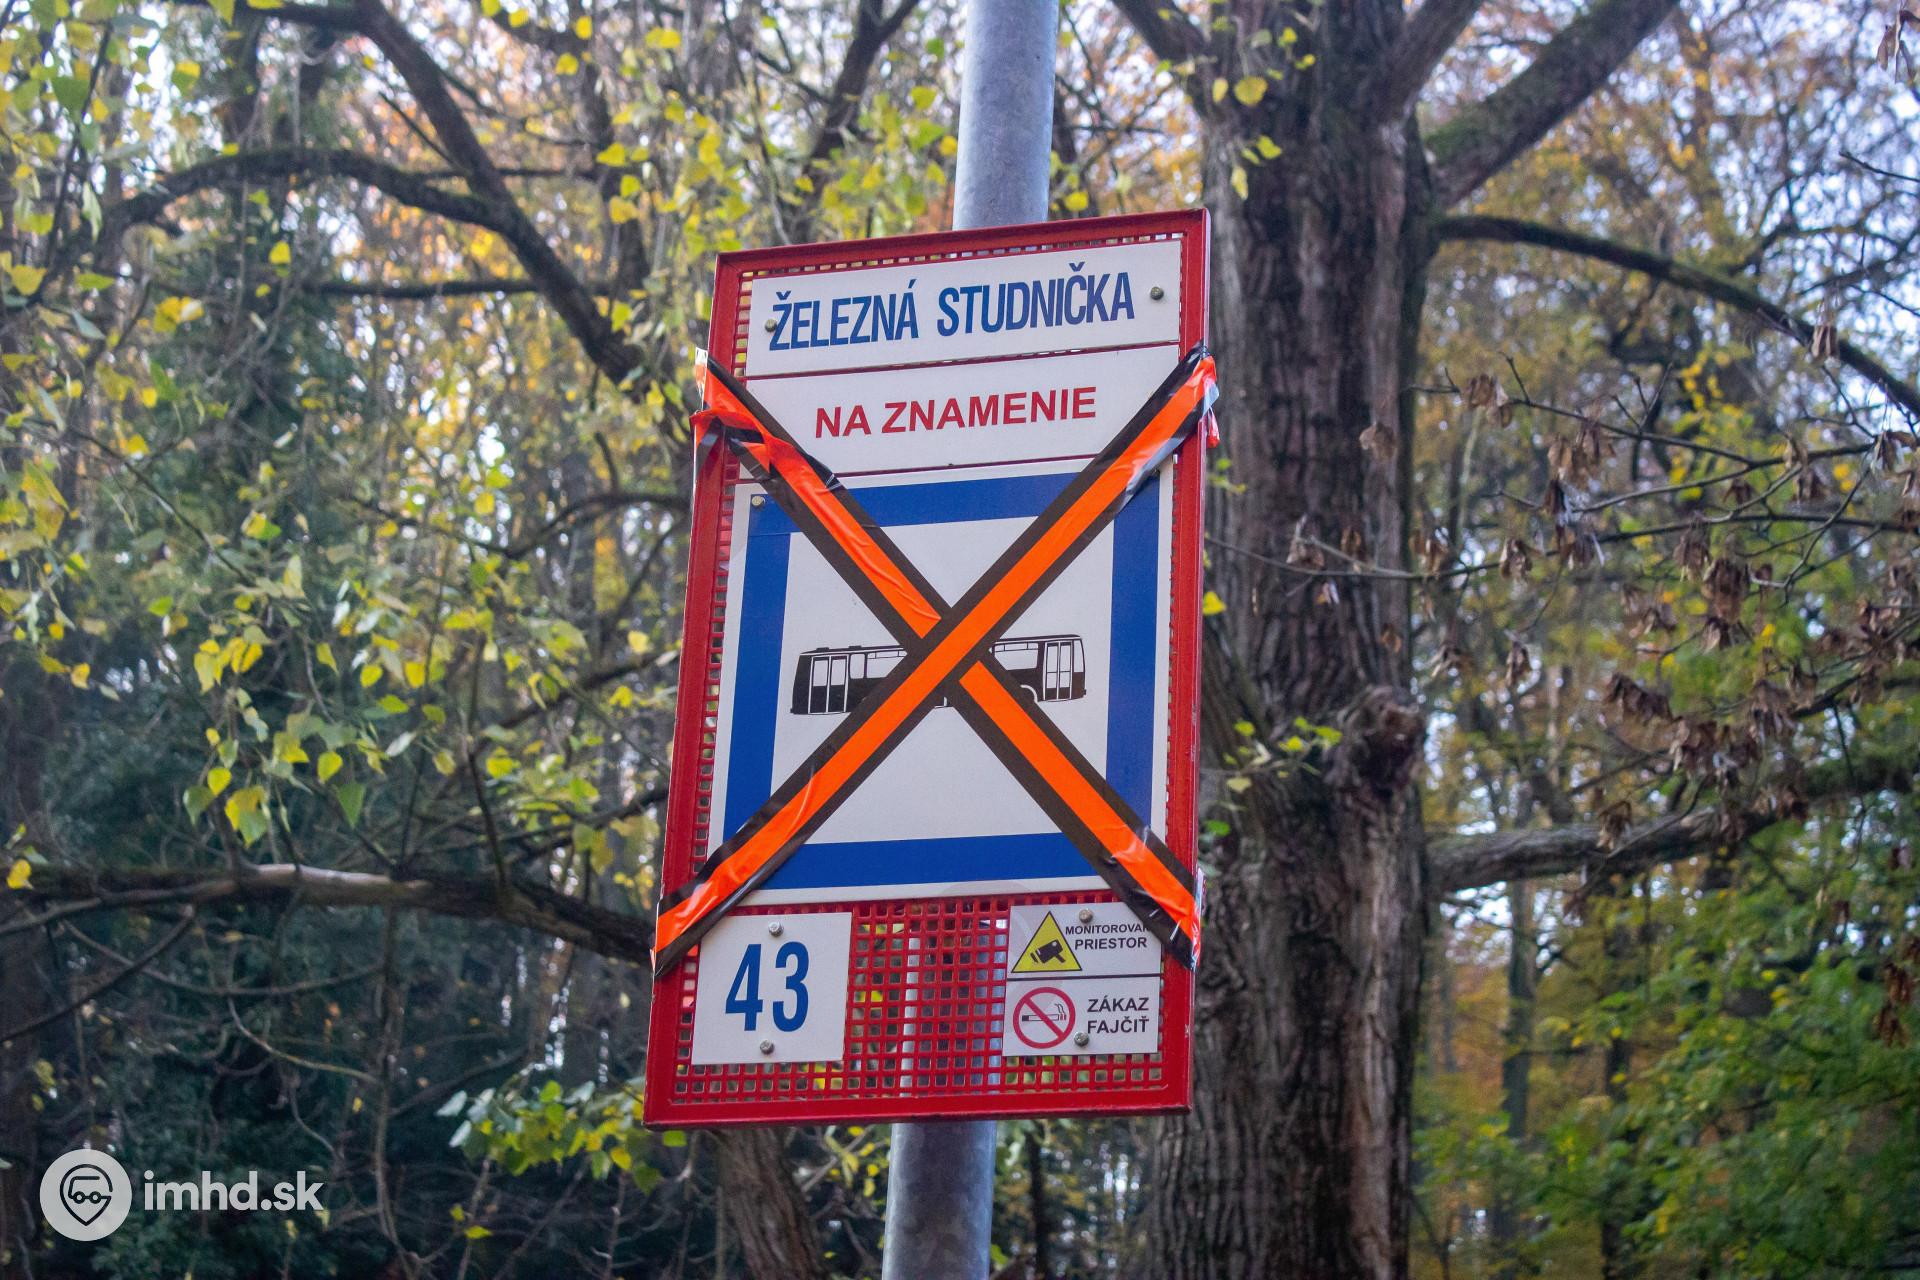 ŽELEZNÁ STUDNIČKA
NA ZNAMENIE
43
PRIESTOR
ZÁKAZ
FAJČIŤ
imhd.sk